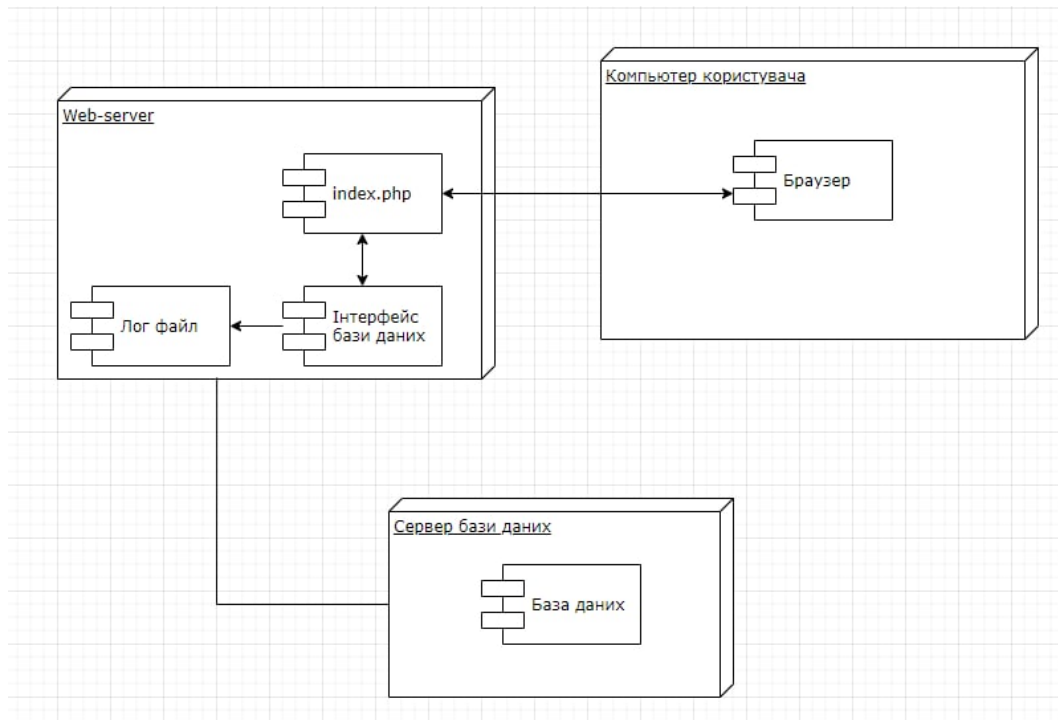 Компьютер користувача
Web-server
index.php
Браузер
Лог файл
Інтерфейс
бази даних
Сервер бази даних
База даних